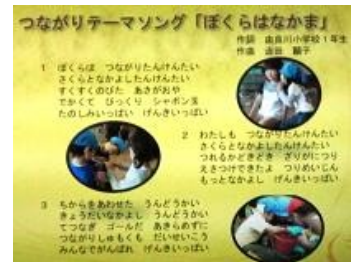 つながりテーマソング「ぼくらはなかま」
作詞 由良川小学校1年生
作曲
1 ぼくらは つながりたんけんたい
さくらとなかよしたんけんたい
すくすくのびた あさがおや
でかくて びっくり シャボン玉
たのしみいっぱい げんきいっぱい
2 わたしも つながりたんけんたい
さくらとなかよしたんけんたい
つれるかどきどき ざりがにつり
えさつけできたよ つりめいじん
もっとなかよし げんきいっぱい
3 ちからをあわせた うんどうかい
きょうだいなかよし うんどうかい
てつなぎ ゴールだ あきらめずに
つながりしゅもくも だいせいこう
みんなでがんばれ げんきいっぱい